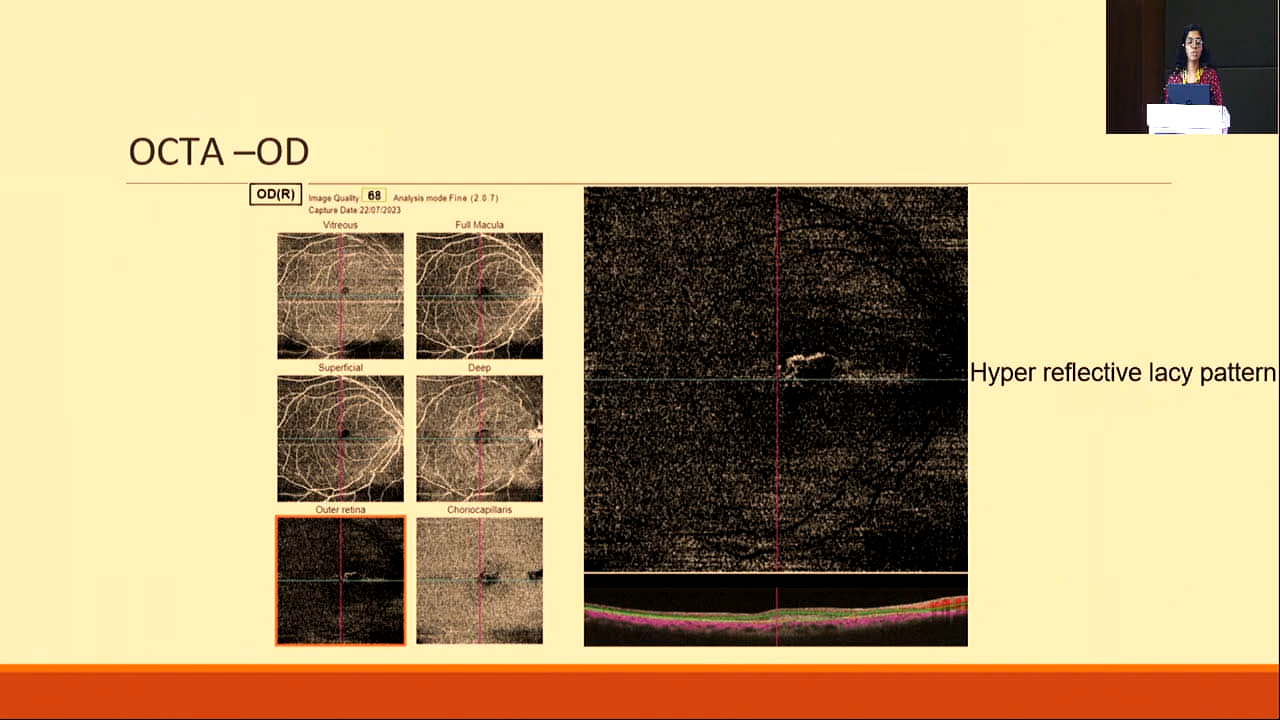 OCTA –OD
OD(R) Image Quality: 68 Analysis mode Fine (2.0.7)
Capture Date:22/07/2023
Vitreous Full Macula
Superficial Deep
Outer retina Choriocapillaris
Hyper reflective lacy pattern